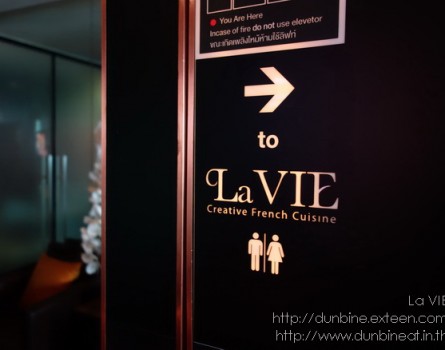 You Are Here
Incase of fire do not use elevetor
ขณะเกิดเพลิงไหม้ห้ามใช้ลิฟท์
to
La VIE
Creative French Cuisine
La VIE
http://dunbine.exteen.com
http://www.dunbineat.in.th